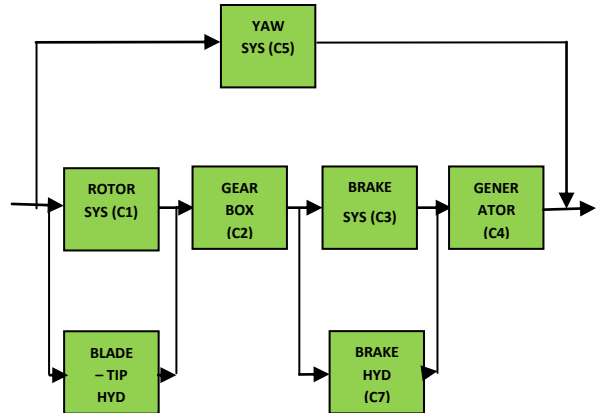 YAW
SYS (C5)
ROTOR
SYS (C1)
GEAR
BOX
(C2)
BRAKE
SYS (C3)
GENER
ATOR
(C4)
BLADE
– TIP
HYD
BRAKE
HYD
(C7)